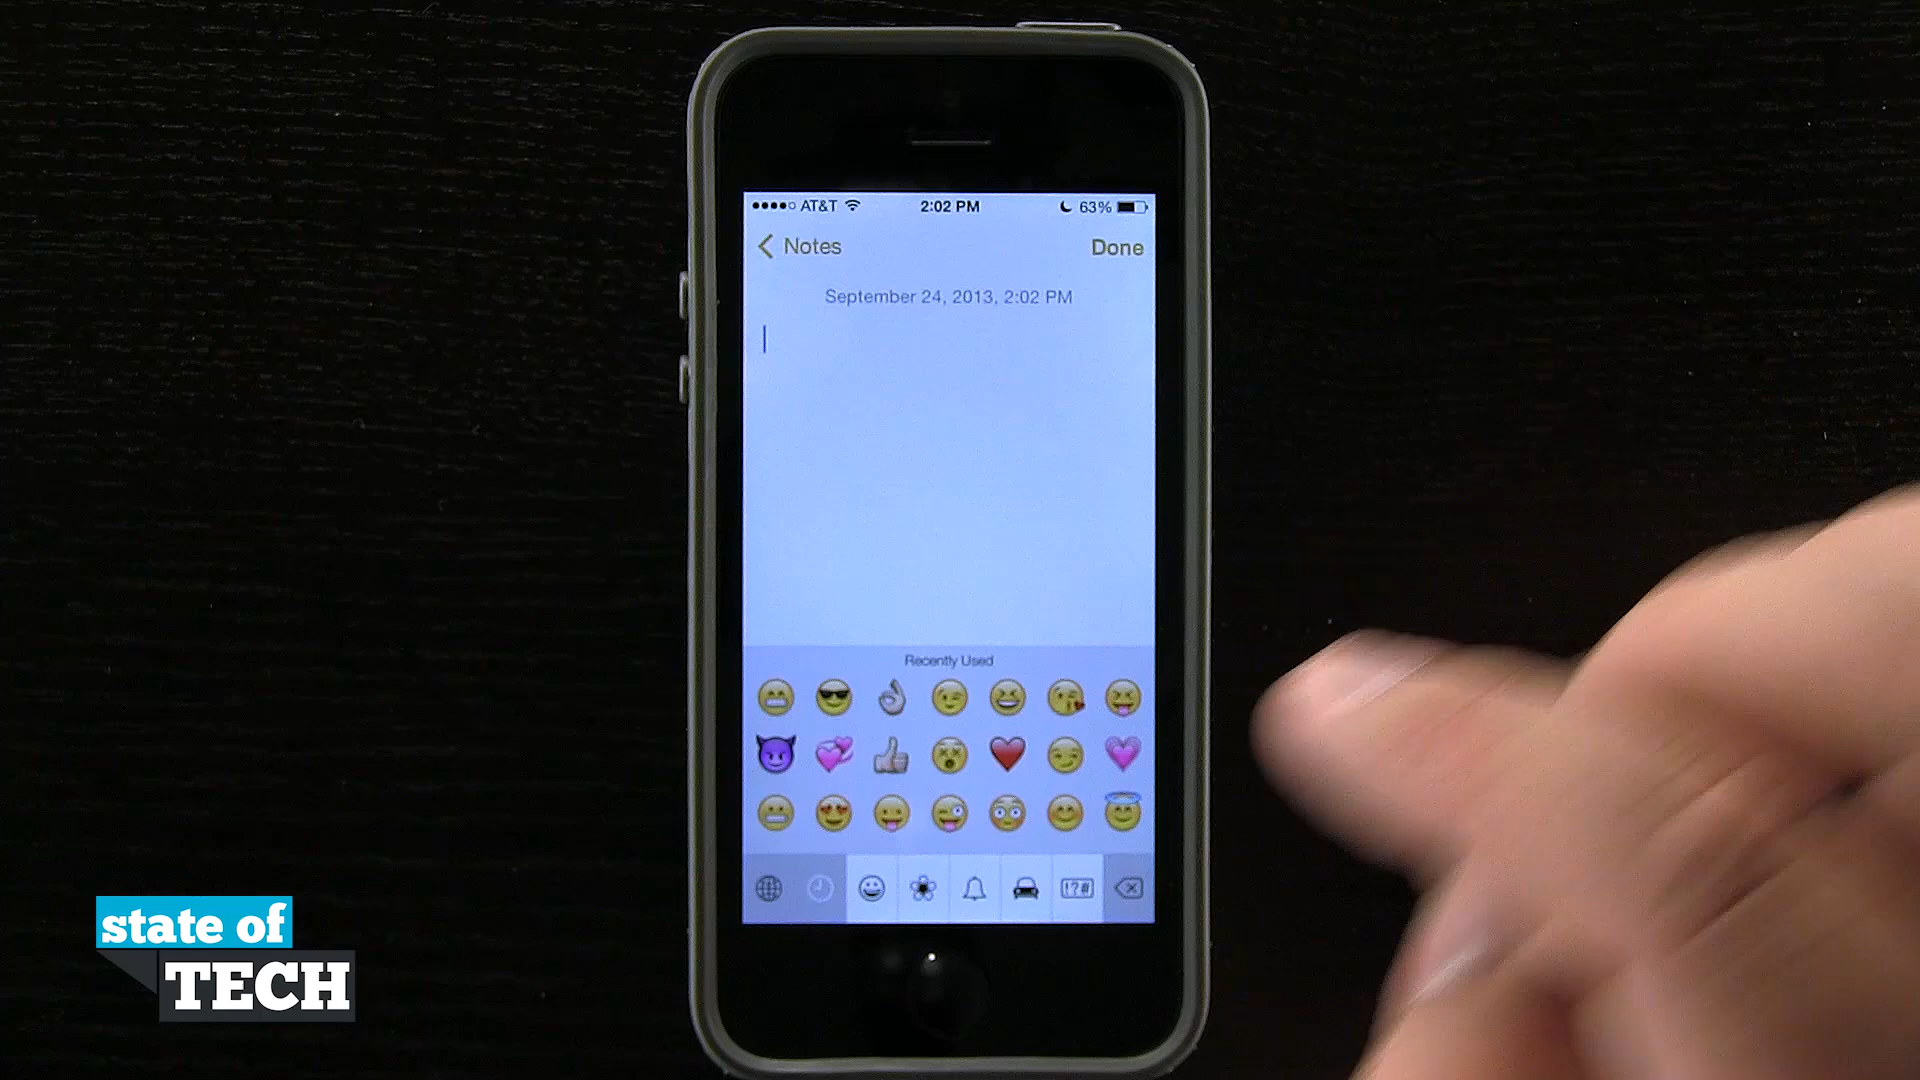 AT&T 2:02 PM 63%
Notes Done
September 24, 2013, 2:02 PM
Recently Used
!?#
state of
TECH